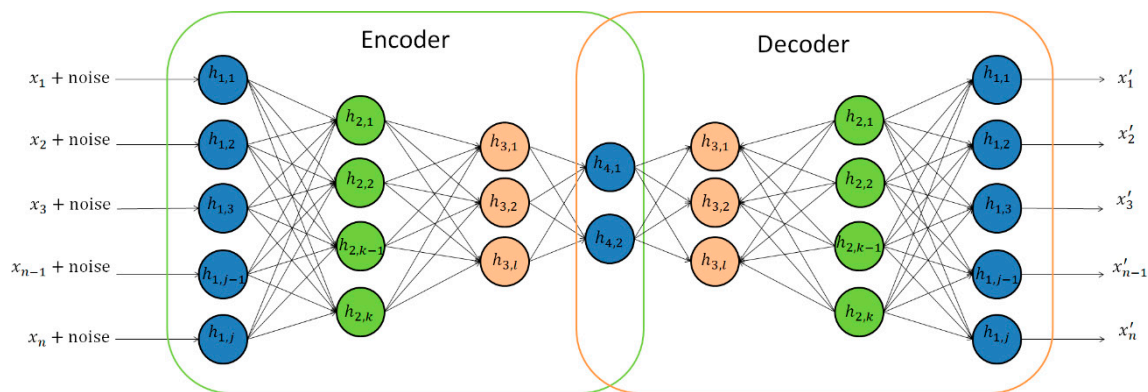 Encoder
Decoder
x₁ + noise
x₂ + noise
x₃ + noise
xₙ₋₁ + noise
xₙ + noise
h₁,₁
h₁,₂
h₁,₃
h₁,ⱼ₋₁
h₁,ⱼ
h₂,₁
h₂,₂
h₂,ₖ₋₁
h₂,ₖ
h₃,₁
h₃,₂
h₃,ₗ
h₄,₁
h₄,₂
h₃,₁
h₃,₂
h₃,ₗ
h₂,₁
h₂,₂
h₂,ₖ₋₁
h₂,ₖ
h₁,₁
h₁,₂
h₁,₃
h₁,ⱼ₋₁
h₁,ⱼ
x′₁
x′₂
x′₃
x′ₙ₋₁
x′ₙ